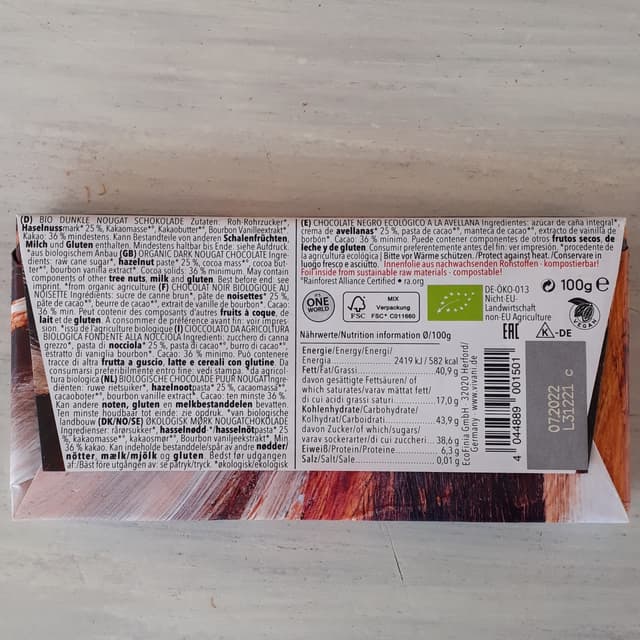 (D) BIO DUNKLE NOUGAT SCHOKOLADE Zutaten: Roh-Rohrzucker*,
Haselnussmark* 25 %, Kakaomasse**, Kakaobutter**, Bourbon Vanilleextrakt*.
Kakao: 36 % mindestens. Kann Bestandteile von anderen Schalenfrüchten,
Milch und Gluten enthalten. Mindestens haltbar bis Ende: siehe Aufdruck.
*aus biologischem Anbau (GB) ORGANIC DARK NOUGAT CHOCOLATE Ingre-
dients: raw cane sugar*, hazelnut paste* 25 %, cocoa mass**, cocoa but-
ter**, bourbon vanilla extract*. Cocoa solids: 36 % minimum. May contain
components of other tree nuts, milk and gluten. Best before end: see
imprint. *from organic agriculture (F) CHOCOLAT NOIR BIOLOGIQUE AU
NOISETTE Ingrédients: sucre de canne brun*, pâte de noisettes* 25 %,
pâte de cacao**, beurre de cacao**, extrait de vanille de bourbon*. Cacao:
36 % minimum. Peut contenir des composants d'autres fruits à coque, de
lait et de gluten. A consommer de préférence avant fin: voir impres-
sion. *issu de l'agriculture biologique (I) CIOCCOLATO DA AGRICOLTURA
BIOLOGICA FONDENTE ALLA NOCCIOLA Ingredienti: zucchero di canna
grezzo*, pasta di nocciola* 25 %, pasta di cacao**, burro di cacao**,
estratto di vaniglia bourbon*. Cacao: 36% minimo. Può contenere
tracce di altra frutta a guscio, latte e cereali con glutine. Da
consumarsi preferibilmente entro fine: vedi stampa. *da agricol-
tura biologica (NL) BIOLOGISCHE CHOCOLADE PUUR NOUGAT Ingre-
diënten: ruwe rietsuiker*, hazelnootpasta* 25 %, cacaomassa**,
cacaoboter**, bourbon vanille extract*. Cacao: ten minste 36 %.
Kan andere noten, gluten en melkbestanddelen bevatten.
Ten minste houdbaar tot einde: zie opdruk. *van biologische
Landbouw (DK/NO/SE) ØKOLOGISK MØRK NOUGATCHOKOLADE
Ingredienser: rårørsukker*, hasselnødd-*/hasselnötpasta* 25
%, kakaomasse**, kakaosmør**, Bourbon vanilleekstrakt*. Min.
36 % kakao. Kan indeholde bestanddele/spår av andre nødder/
nötter, mælk/mjölk og gluten. Bedst før udgangen
af:/Bäst före utgången av: se påtryk/tryck. *økologisk/ekologisk
(E) CHOCOLATE NEGRO ECOLÓGICO A LA AVELLANA Ingredientes: azúcar de caña integral*,
crema de avellanas* 25 %, pasta de cacao**, manteca de cacao**, extracto de vainilla de
borbón*. Cacao: 36 % mínimo. Puede contener componentes de otros frutos secos, de
leche y de gluten. Consumir preferentemente antes del fin: ver impresión, *procedente de
la agricultura ecológica | Bitte vor Wärme schützen. /Protect against heat. /Conservare in
luogo fresco e asciutto. Innenfolie aus nachwachsenden Rohstoffen · kompostierbar!
Foil inside from sustainable raw materials · compostable!
*Rainforest Alliance Certified • ra.org
ONE WORLD
FSC
MIX
Verpackung
FSC® C011660
DE-ÖKO-013
Nicht-EU-
Landwirtschaft
non-EU Agriculture
100g e
VEGAN
EAC
K-DE
Nährwerte/Nutrition information Ø/100g
Energie/Energy/Energi/
Energia 2419 kJ / 582 kcal
Fett/Fat/Grassi/ 40,9 g
davon gesättigte Fettsäuren/ of
which saturates/varav mättat fett/
di cui acidi grassi saturi 17,0 g
Kohlenhydrate/Carbohydrate/
Kolhydrat/Carboidrati 43,9 g
davon Zucker/of which sugars/
varav sockerarter/di cui zuccheri 38,6 g
Eiweiß/Protein/Proteine 6,3 g
Salz/Salt/Sale 0,01 g
EcoFinia GmbH · 32020 Herford/
Germany · www.vivani.de
4 044889 001501
07.2022
L31221 c